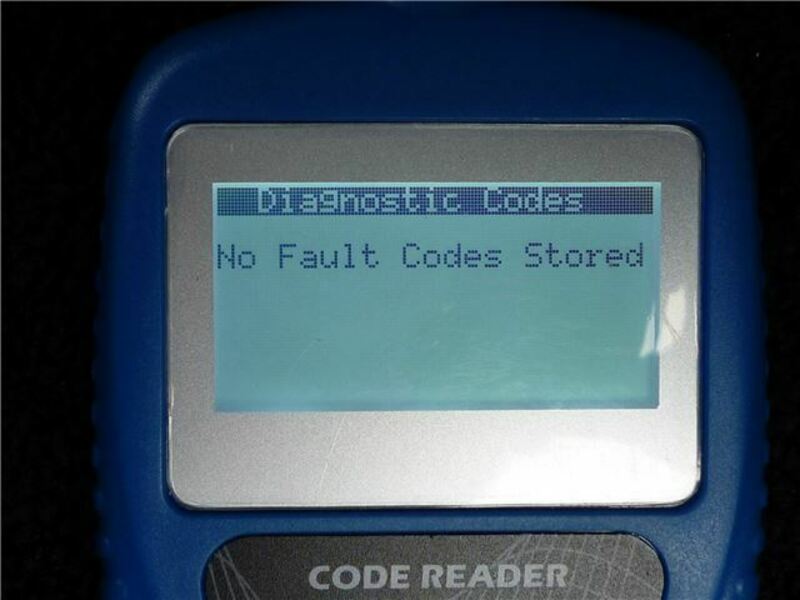 Diagnostic Codes
No Fault Codes Stored
CODE READER